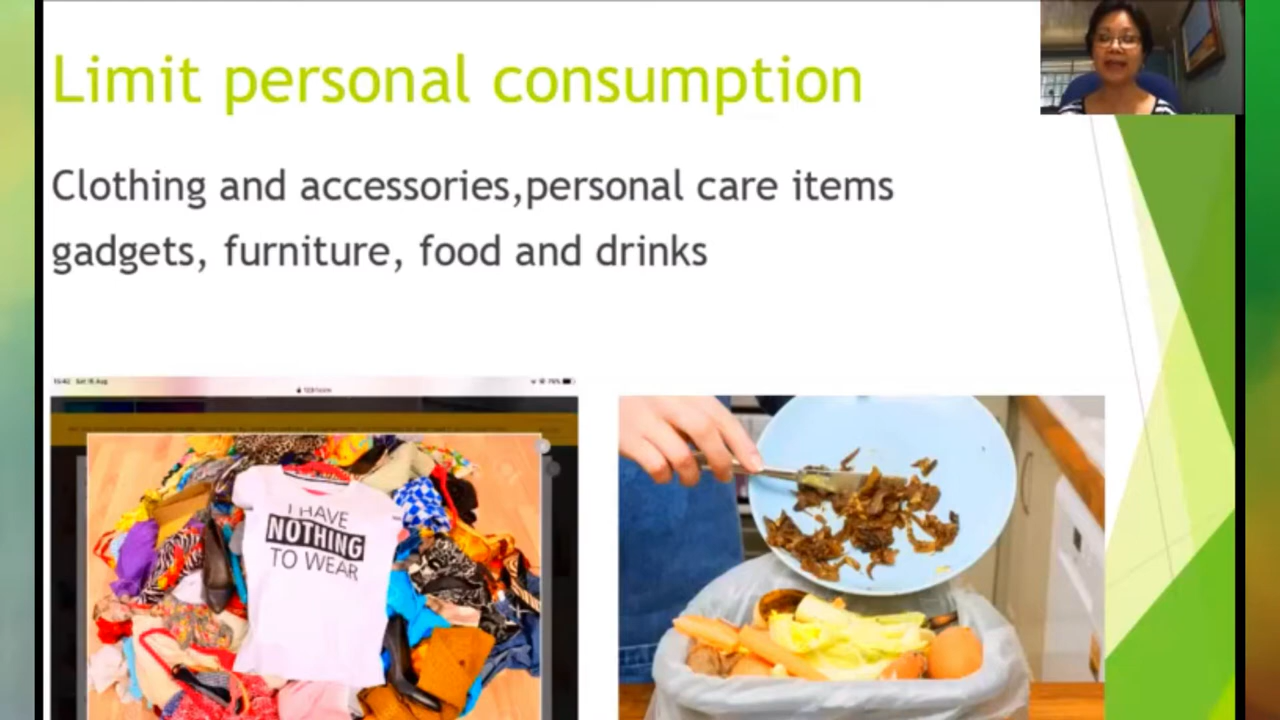 Limit personal consumption
Clothing and accessories,personal care items
gadgets, furniture, food and drinks
I HAVE
NOTHING
TO WEAR